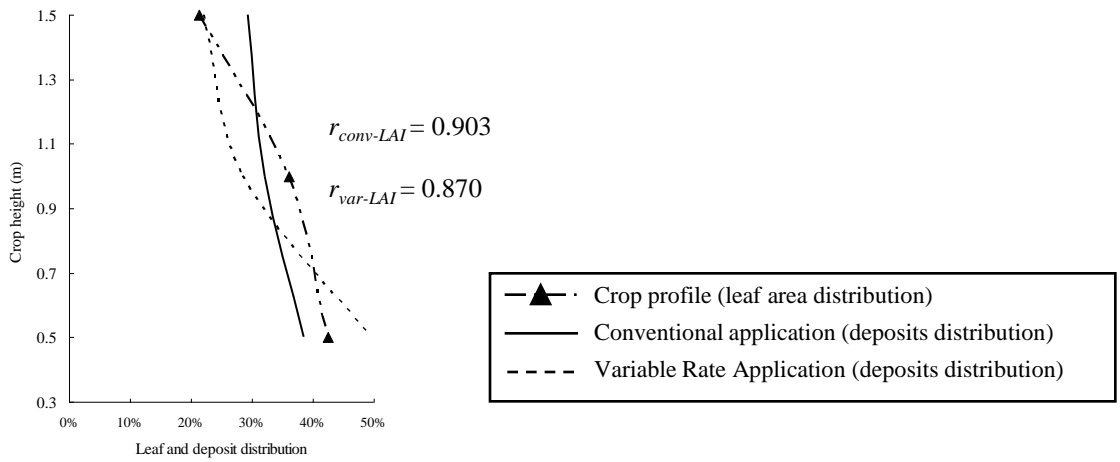 1.5
1.3
1.1
0.9
0.7
0.5
0.3
Crop height (m)
0% 10% 20% 30% 40% 50%
Leaf and deposit distribution
r conv-LAI = 0.903
r var-LAI = 0.870
Crop profile (leaf area distribution)
Conventional application (deposits distribution)
Variable Rate Application (deposits distribution)